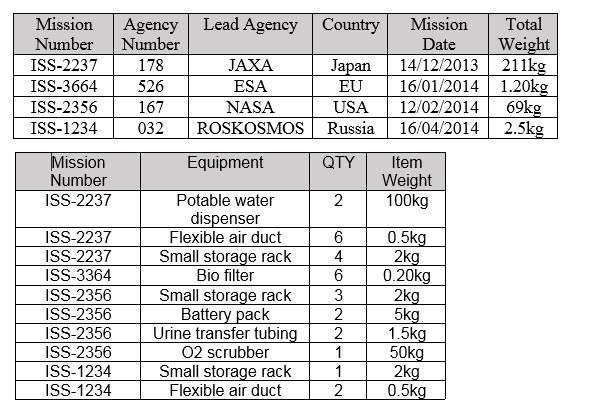 Mission Number Agency Number Lead Agency Country Mission Date Total Weight
ISS-2237 178 JAXA Japan 14/12/2013 211kg
ISS-3664 526 ESA EU 16/01/2014 1.20kg
ISS-2356 167 NASA USA 12/02/2014 69kg
ISS-1234 032 ROSKOSMOS Russia 16/04/2014 2.5kg
Mission Number Equipment QTY Item Weight
ISS-2237 Potable water dispenser 2 100kg
ISS-2237 Flexible air duct 6 0.5kg
ISS-2237 Small storage rack 4 2kg
ISS-3364 Bio filter 6 0.20kg
ISS-2356 Small storage rack 3 2kg
ISS-2356 Battery pack 2 5kg
ISS-2356 Urine transfer tubing 2 1.5kg
ISS-2356 O2 scrubber 1 50kg
ISS-1234 Small storage rack 1 2kg
ISS-1234 Flexible air duct 2 0.5kg